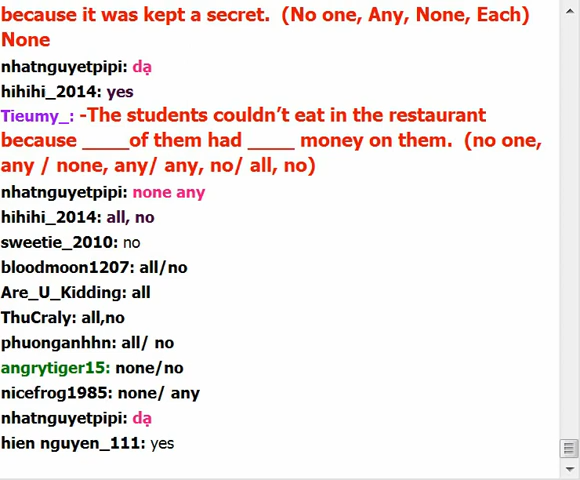 because it was kept a secret.  (No one, Any, None, Each)
None
nhatnguyetpipi: dạ
hihihi_2014: yes
Tieumy_: -The students couldn’t eat in the restaurant
because ____of them had ____ money on them.  (no one,
any / none, any/ any, no/ all, no)
nhatnguyetpipi: none any
hihihi_2014: all, no
sweetie_2010: no
bloodmoon1207: all/no
Are_U_Kidding: all
ThuCraly: all,no
phuonganhhn: all/ no
angrytiger15: none/no
nicefrog1985: none/ any
nhatnguyetpipi: dạ
hien nguyen_111: yes